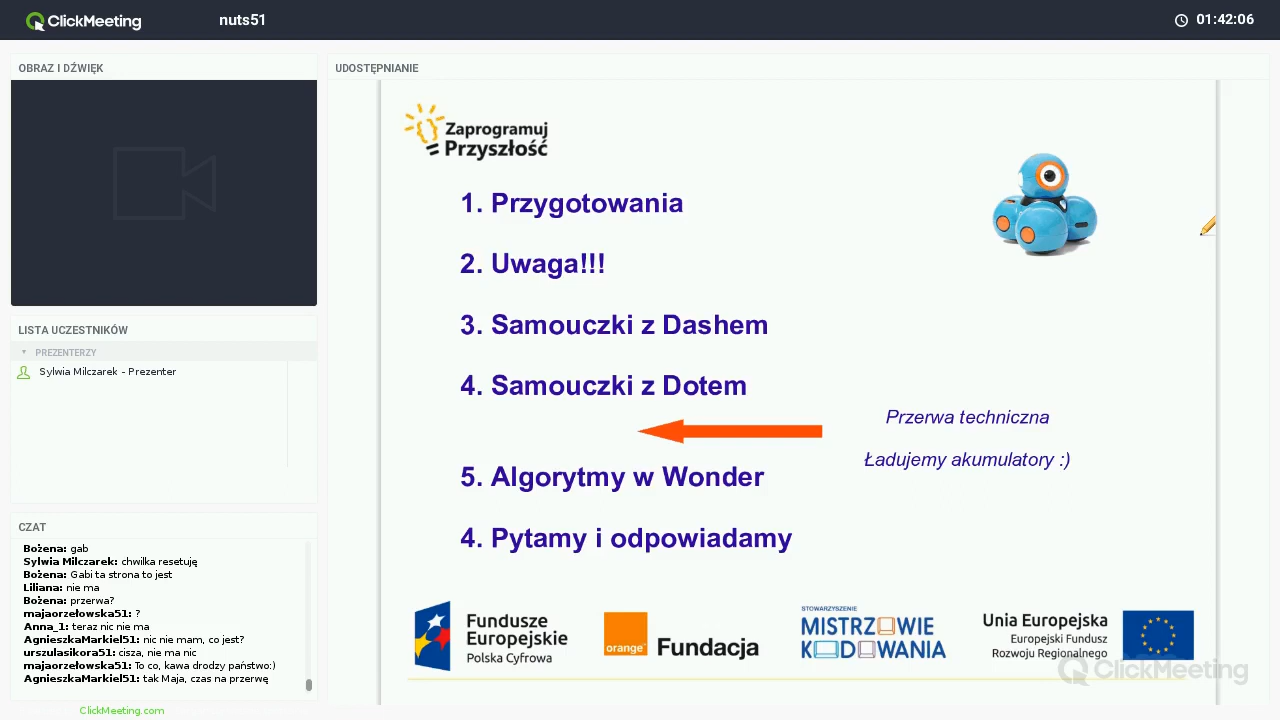 ClickMeeting
nuts51
01:42:06
OBRAZ I DŹWIĘK
UDOSTĘPNIANIE
Zaprogramuj
Przyszłość
1. Przygotowania
2. Uwaga!!!
3. Samouczki z Dashem
4. Samouczki z Dotem
Przerwa techniczna
Ładujemy akumulatory :)
5. Algorytmy w Wonder
4. Pytamy i odpowiadamy
LISTA UCZESTNIKÓW
PREZENTERZY
Sylwia Milczarek - Prezenter
CZAT
Bożena: gab
Sylwia Milczarek: chwilka resetuję
Bożena: Gabi ta strona to jest
Liliana: nie ma
Bożena: przerwa?
majaorzełowska51: ?
Anna_1: teraz nic nie ma
AgnieszkaMarkiel51: nic nie mam, co jest?
urszulasikora51: cisza, nie ma nic
majaorzełowska51: To co, kawa drodzy państwo:)
AgnieszkaMarkiel51: tak Maja, czas na przerwę
ClickMeeting.com
Fundusze
Europejskie
Polska Cyfrowa
orange
Fundacja
STOWARZYSZENIE
MISTRZOWIE
KODOWANIA
Unia Europejska
Europejski Fundusz
Rozwoju Regionalnego
ClickMeeting